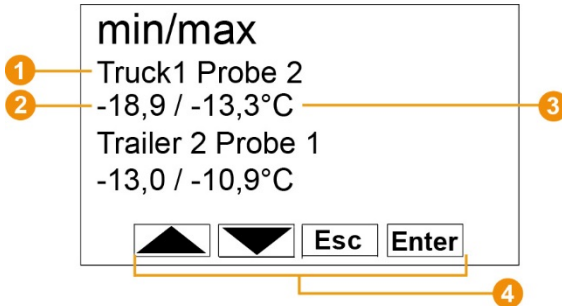 min/max
1 Truck1 Probe 2
2 -18,9 / -13,3°C 3
Trailer 2 Probe 1
-13,0 / -10,9°C
Esc Enter
4